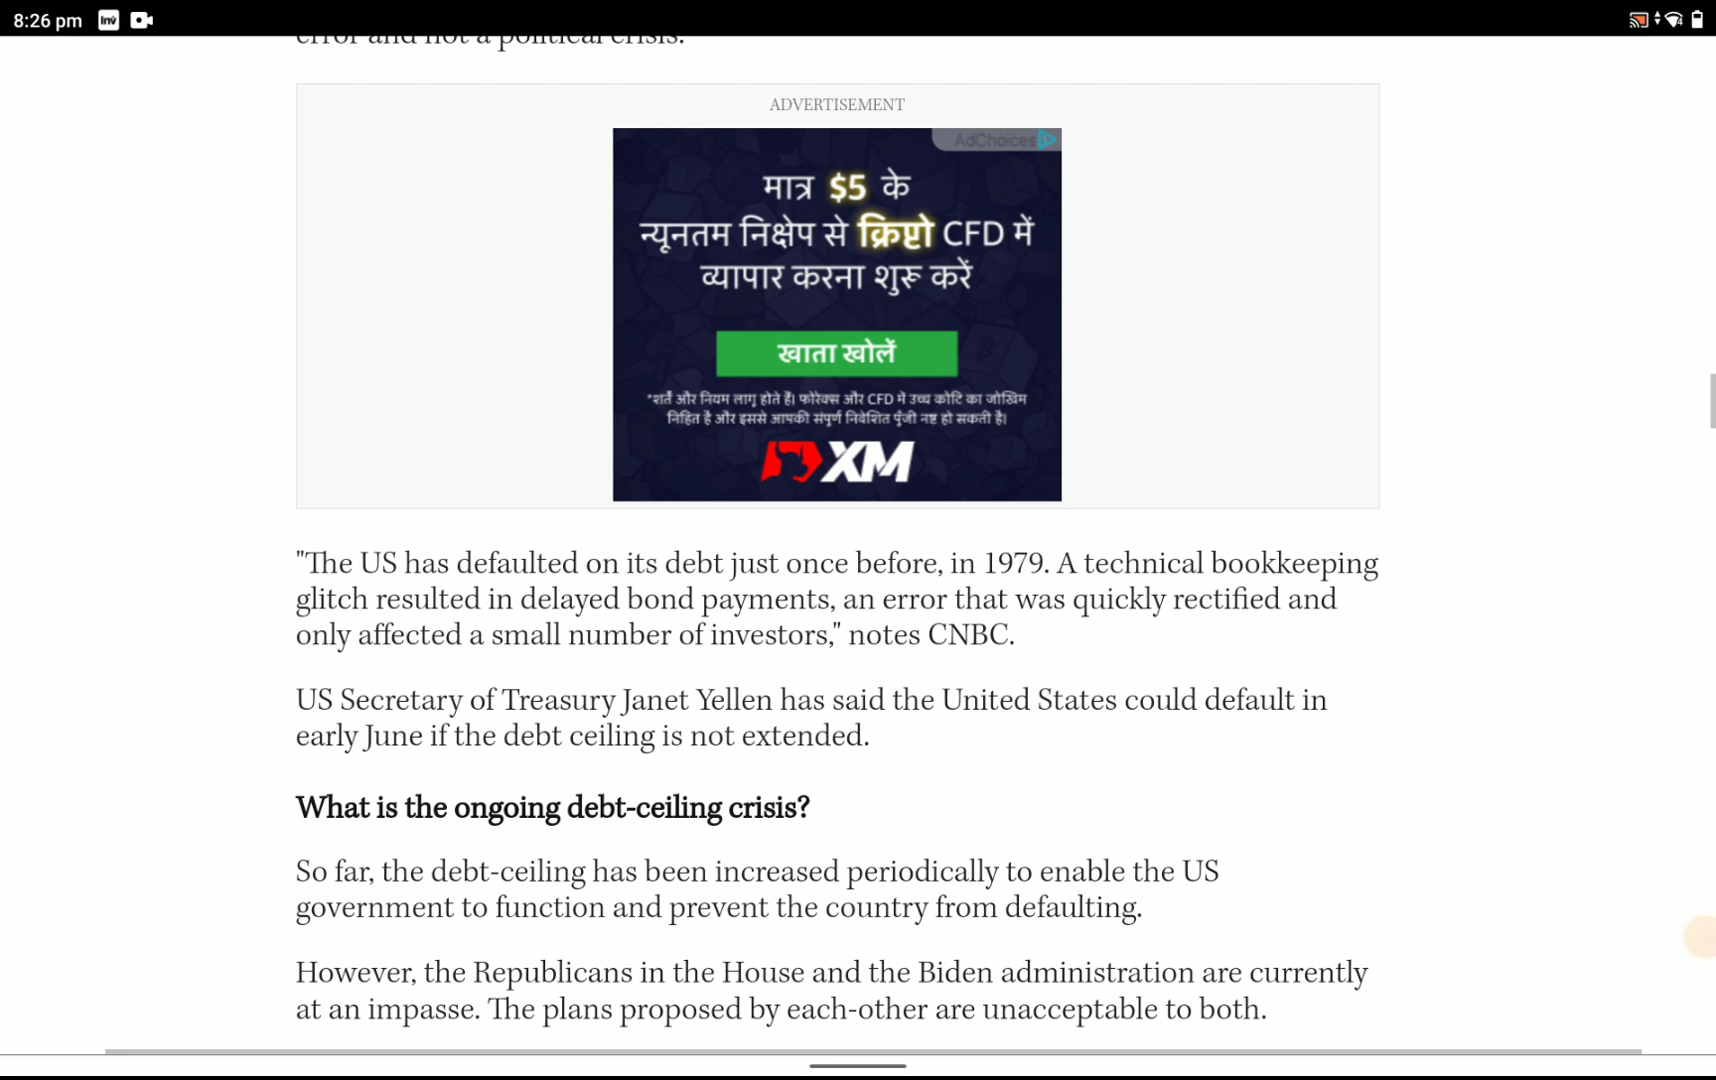 8:26 pm
inv
error and not a political crisis.
ADVERTISEMENT
AdChoices
मात्र $5 के
न्यूनतम निक्षेप से क्रिप्टो CFD में
व्यापार करना शुरू करें
खाता खोलें
*शर्तें और नियम लागू होते हैं। फोरेक्स और CFD में उच्च कोटि का जोखिम
निहित है और इससे आपकी संपूर्ण निवेशित पूँजी नष्ट हो सकती है।
XM
"The US has defaulted on its debt just once before, in 1979. A technical bookkeeping
glitch resulted in delayed bond payments, an error that was quickly rectified and
only affected a small number of investors," notes CNBC.
US Secretary of Treasury Janet Yellen has said the United States could default in
early June if the debt ceiling is not extended.
What is the ongoing debt-ceiling crisis?
So far, the debt-ceiling has been increased periodically to enable the US
government to function and prevent the country from defaulting.
However, the Republicans in the House and the Biden administration are currently
at an impasse. The plans proposed by each-other are unacceptable to both.